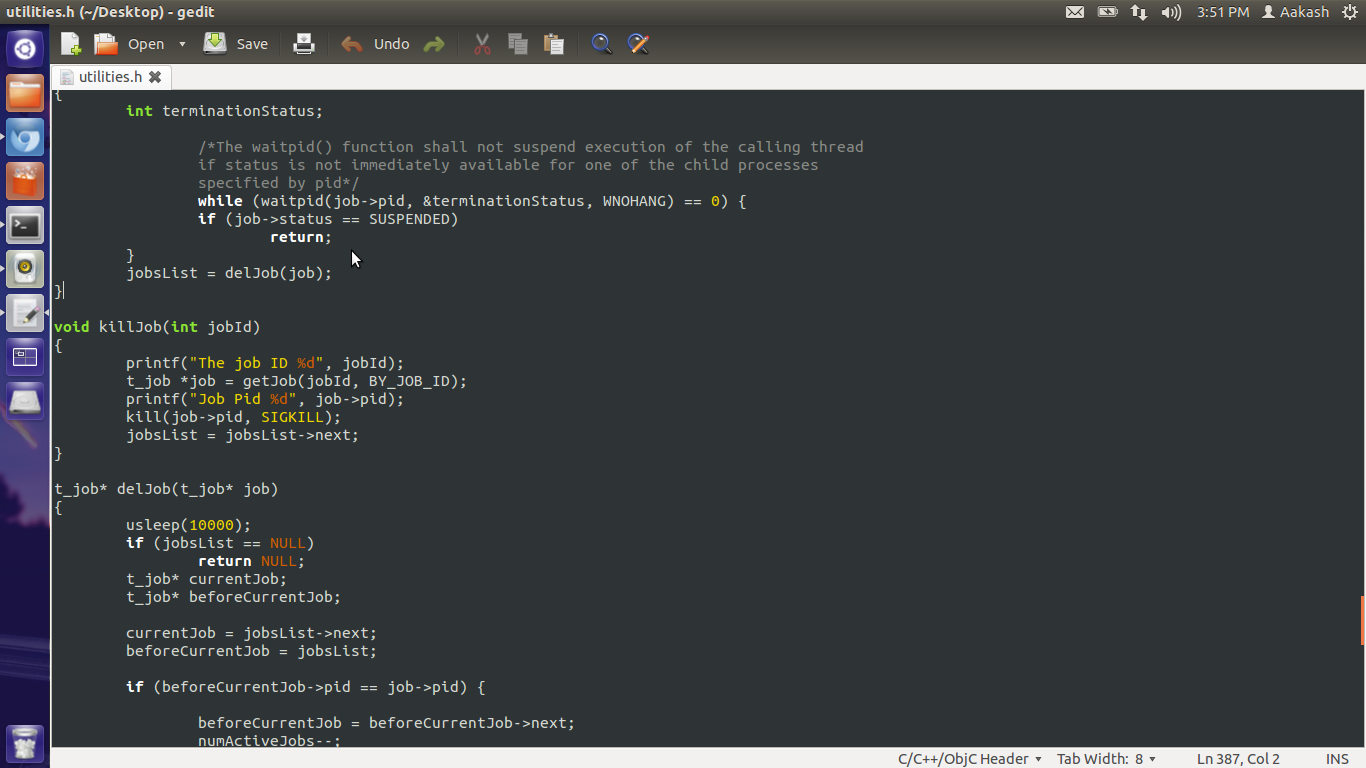 utilities.h (~/Desktop) - gedit
3:51 PM Aakash
Open Save Undo
utilities.h
{
int terminationStatus;
/*The waitpid() function shall not suspend execution of the calling thread
if status is not immediately available for one of the child processes
specified by pid*/
while (waitpid(job->pid, &terminationStatus, WNOHANG) == 0) {
if (job->status == SUSPENDED)
return;
}
jobsList = delJob(job);
}
void killJob(int jobId)
{
printf("The job ID %d", jobId);
t_job *job = getJob(jobId, BY_JOB_ID);
printf("Job Pid %d", job->pid);
kill(job->pid, SIGKILL);
jobsList = jobsList->next;
}
t_job* delJob(t_job* job)
{
usleep(10000);
if (jobsList == NULL)
return NULL;
t_job* currentJob;
t_job* beforeCurrentJob;
currentJob = jobsList->next;
beforeCurrentJob = jobsList;
if (beforeCurrentJob->pid == job->pid) {
beforeCurrentJob = beforeCurrentJob->next;
numActiveJobs--;
C/C++/ObjC Header Tab Width: 8 Ln 387, Col 2 INS